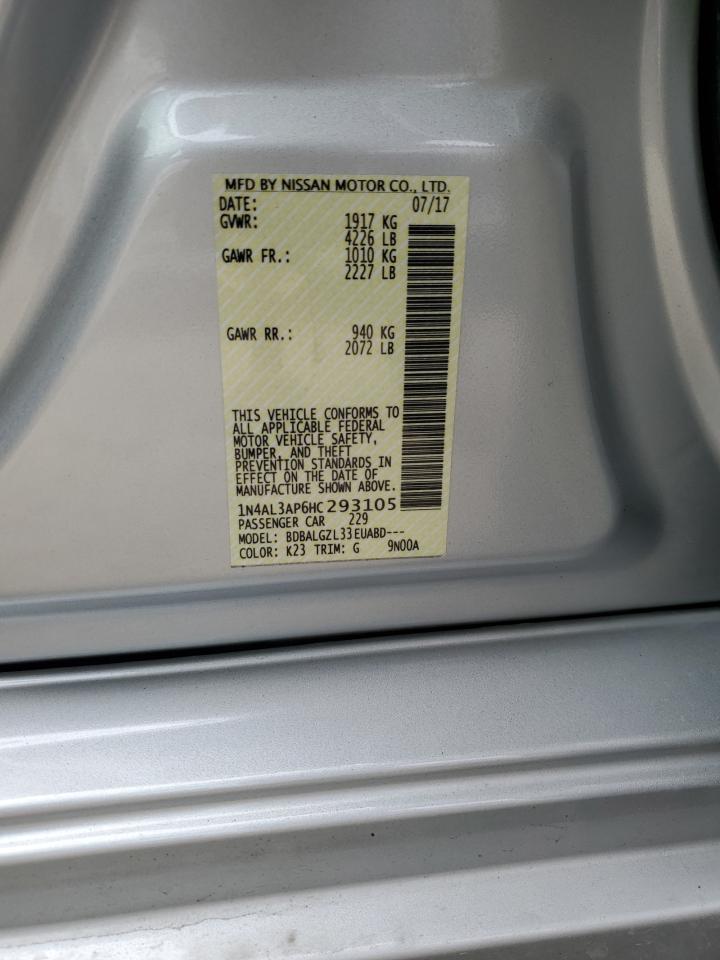 MFD BY NISSAN MOTOR CO., LTD.
DATE: 07/17
GVWR: 1917 KG
4226 LB
GAWR FR.: 1010 KG
2227 LB
GAWR RR.: 940 KG
2072 LB
THIS VEHICLE CONFORMS TO
ALL APPLICABLE FEDERAL
MOTOR VEHICLE SAFETY,
BUMPER, AND THEFT
PREVENTION STANDARDS IN
EFFECT ON THE DATE OF
MANUFACTURE SHOWN ABOVE.
1N4AL3AP6HC293105
PASSENGER CAR 229
MODEL: BDBALGZL33EUABD---
COLOR: K23 TRIM: G 9N00A